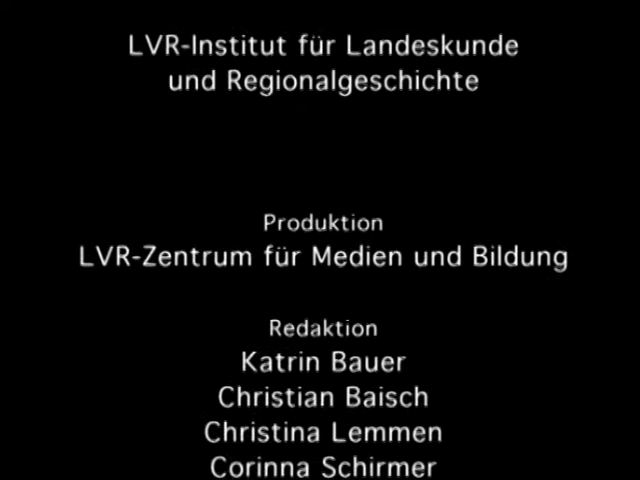 LVR-Institut für Landeskunde
und Regionalgeschichte
Produktion
LVR-Zentrum für Medien und Bildung
Redaktion
Katrin Bauer
Christian Baisch
Christina Lemmen
Corinna Schirmer